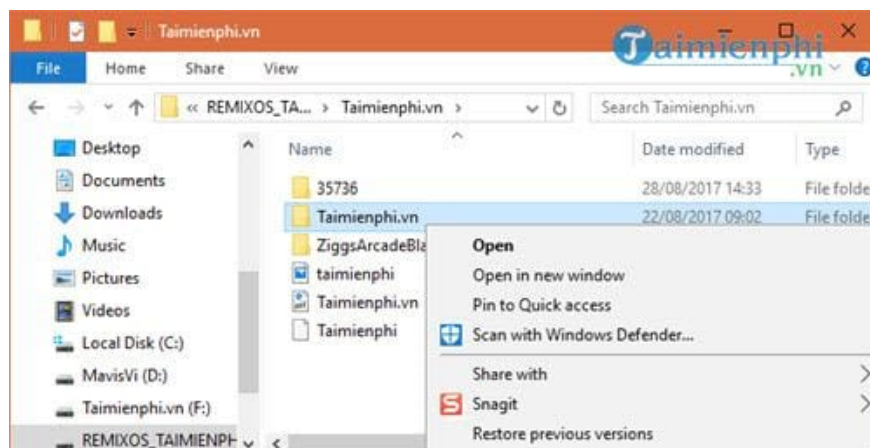 Taimienphi.vn
Taimienphi
.vn
File Home Share View
« REMIXOS_TA... > Taimienphi.vn > Search Taimienphi.vn
Name Date modified Type
Desktop
Documents
Downloads
Music
Pictures
Videos
Local Disk (C:)
MavisVi (D:)
Taimienphi.vn (F:)
REMIXOS_TAIMIENPH
35736 28/08/2017 14:33 File folde
Taimienphi.vn 22/08/2017 09:02 File folde
ZiggsArcadeBla
taimienphi
Taimienphi.vn
Taimienphi
Open
Open in new window
Pin to Quick access
Scan with Windows Defender...
Share with
Snagit
Restore previous versions